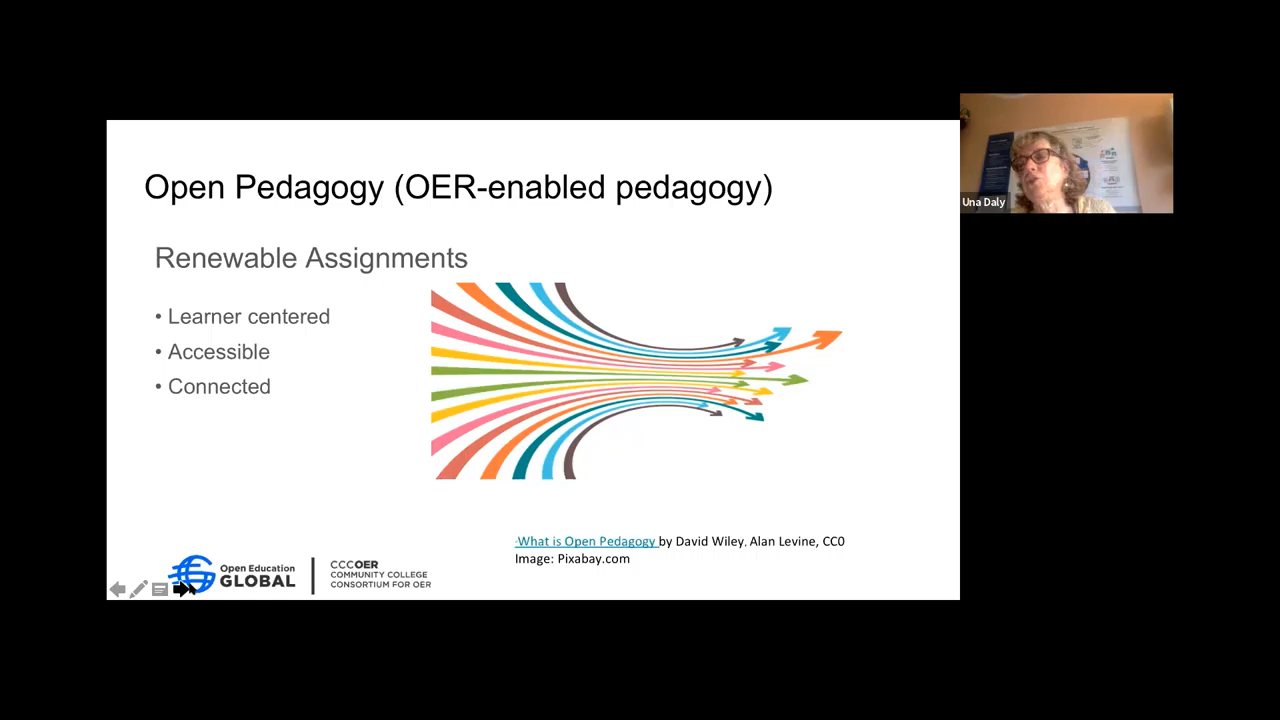 Open Pedagogy (OER-enabled pedagogy)
Renewable Assignments
• Learner centered
• Accessible
• Connected
What is Open Pedagogy by David Wiley, Alan Levine, CC0
Image: Pixabay.com
Open Education
GLOBAL
CCCOER
COMMUNITY COLLEGE
CONSORTIUM FOR OER
Una Daly